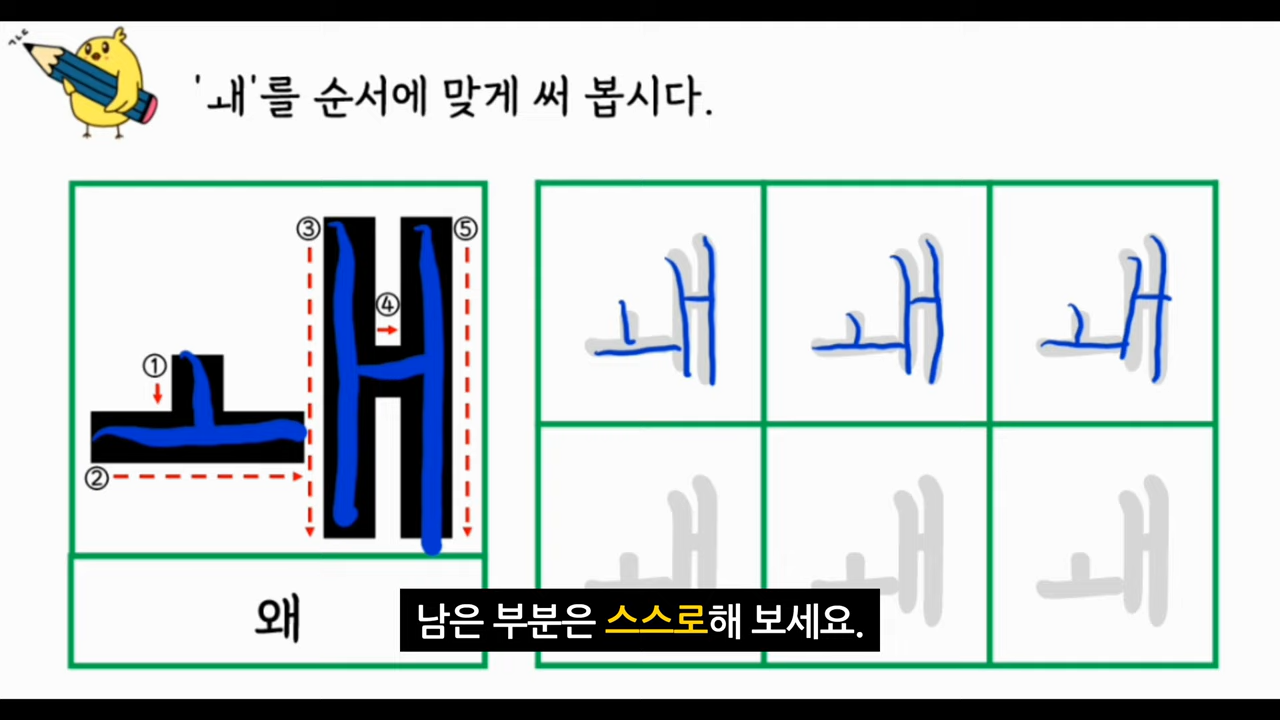 ㄱㄴㄷ
'ㅙ'를 순서에 맞게 써 봅시다.
① ② ③ ④ ⑤
ㅙ
ㅙ ㅙ ㅙ
ㅙ ㅙ ㅙ
왜
남은 부분은 스스로해 보세요.